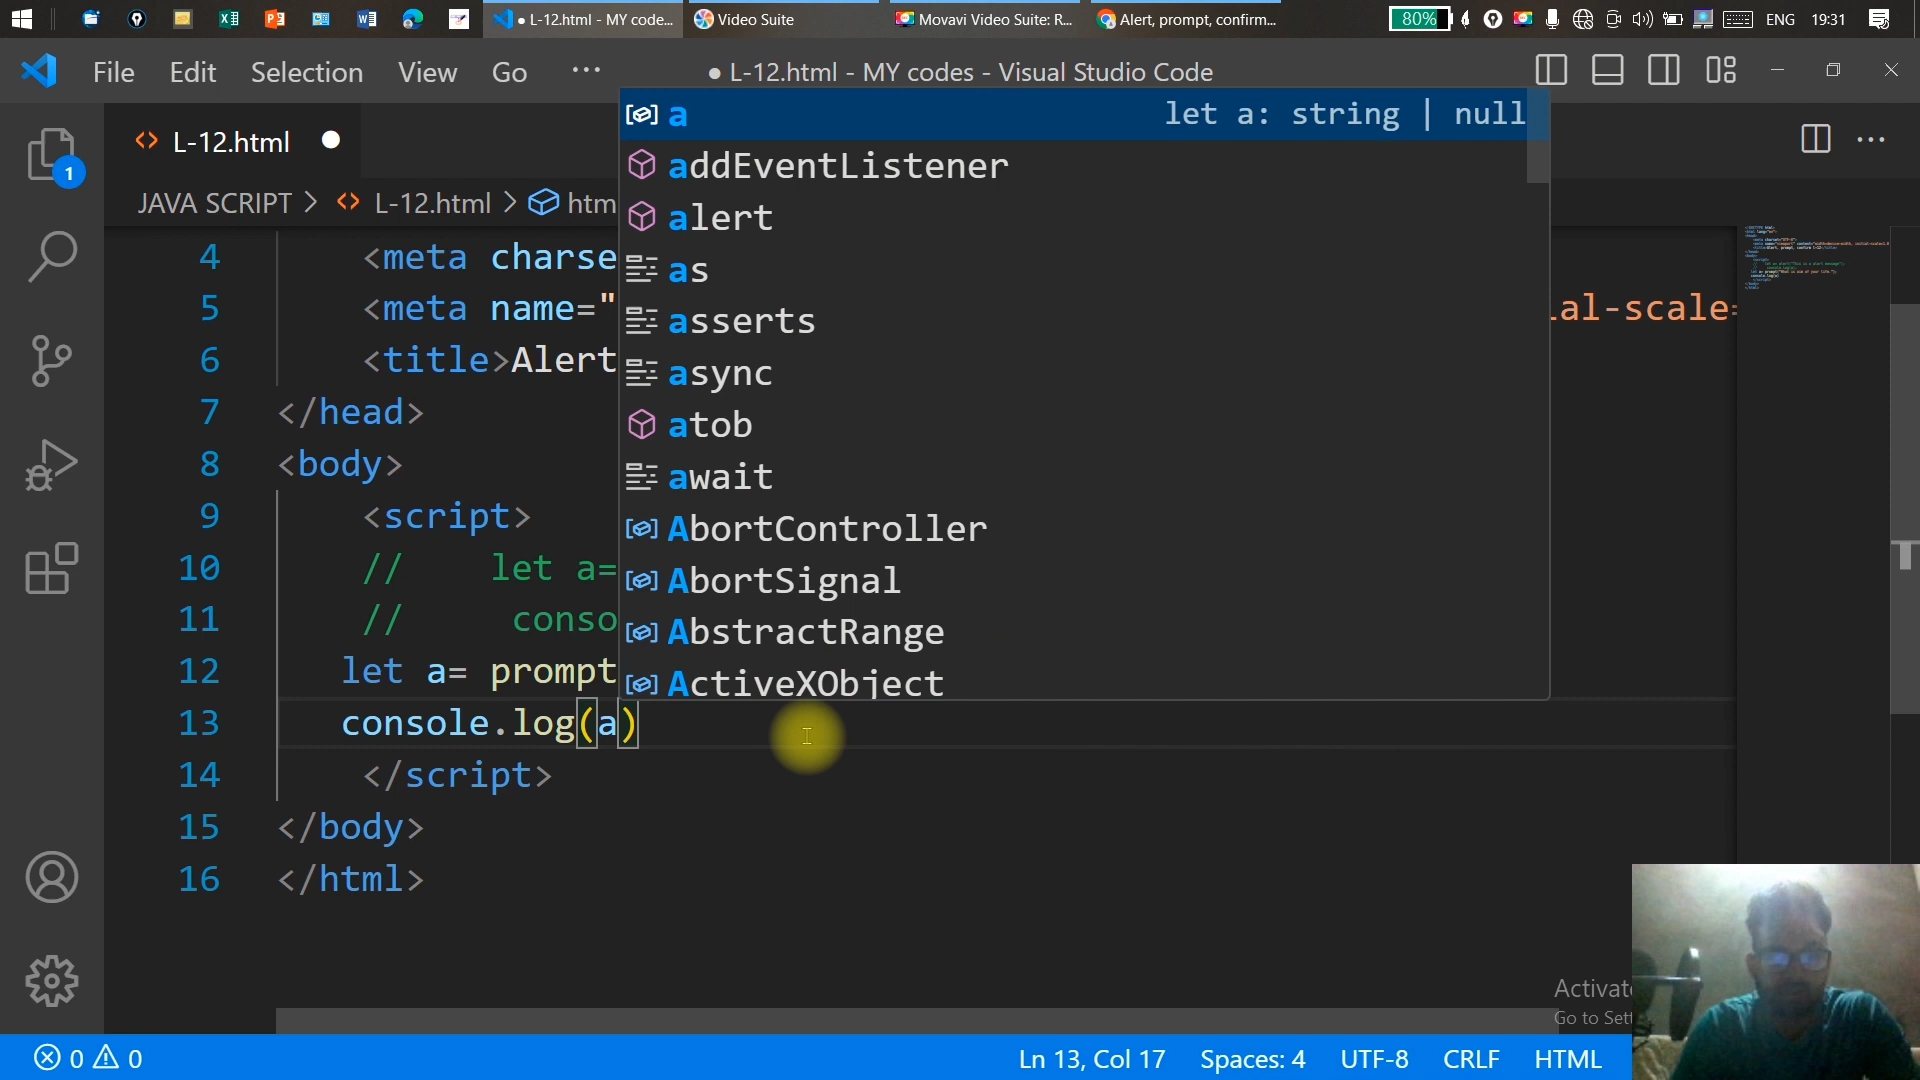 L-12.html - MY code...
Video Suite
Movavi Video Suite: R...
Alert, prompt, confirm...
80%
ENG
19:31
File Edit Selection View Go ...
● L-12.html - MY codes - Visual Studio Code
L-12.html
1
JAVA SCRIPT > L-12.html > htm
a let a: string | null
addEventListener
alert
as
asserts
async
atob
await
AbortController
AbortSignal
AbstractRange
ActiveXObject
4 <meta charse
5 <meta name=" ial-scale=
6 <title>Alert
7 </head>
8 <body>
9 <script>
10 // let a=
11 // conso
12 let a= prompt
13 console.log(a)
14 </script>
15 </body>
16 </html>
Activat
Go to Set
0 0
Ln 13, Col 17 Spaces: 4 UTF-8 CRLF HTML